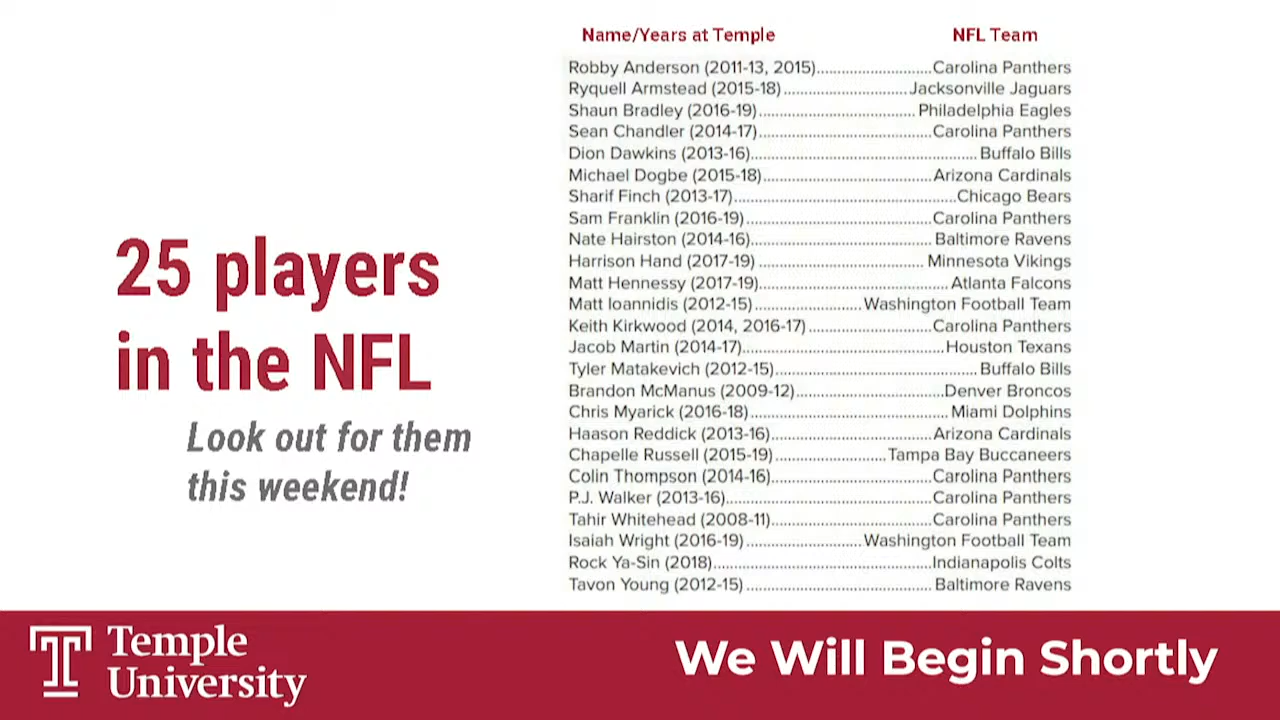 25 players
in the NFL
Look out for them
this weekend!
Name/Years at Temple NFL Team
Robby Anderson (2011-13, 2015)............................Carolina Panthers
Ryquell Armstead (2015-18)..............................Jacksonville Jaguars
Shaun Bradley (2016-19)......................................Philadelphia Eagles
Sean Chandler (2014-17)..........................................Carolina Panthers
Dion Dawkins (2013-16)...................................................... Buffalo Bills
Michael Dogbe (2015-18).........................................Arizona Cardinals
Sharif Finch (2013-17)......................................................Chicago Bears
Sam Franklin (2016-19).............................................Carolina Panthers
Nate Hairston (2014-16)............................................ Baltimore Ravens
Harrison Hand (2017-19)........................................ Minnesota Vikings
Matt Hennessy (2017-19).............................................. Atlanta Falcons
Matt Ioannidis (2012-15)..........................Washington Football Team
Keith Kirkwood (2014, 2016-17)..............................Carolina Panthers
Jacob Martin (2014-17).................................................Houston Texans
Tyler Matakevich (2012-15)................................................. Buffalo Bills
Brandon McManus (2009-12)....................................Denver Broncos
Chris Myarick (2016-18)................................................ Miami Dolphins
Haason Reddick (2013-16).......................................Arizona Cardinals
Chapelle Russell (2015-19)...........................Tampa Bay Buccaneers
Colin Thompson (2014-16).......................................Carolina Panthers
P.J. Walker (2013-16)..................................................Carolina Panthers
Tahir Whitehead (2008-11).......................................Carolina Panthers
Isaiah Wright (2016-19)............................Washington Football Team
Rock Ya-Sin (2018).....................................................Indianapolis Colts
Tavon Young (2012-15)............................................. Baltimore Ravens
Temple
University
We Will Begin Shortly